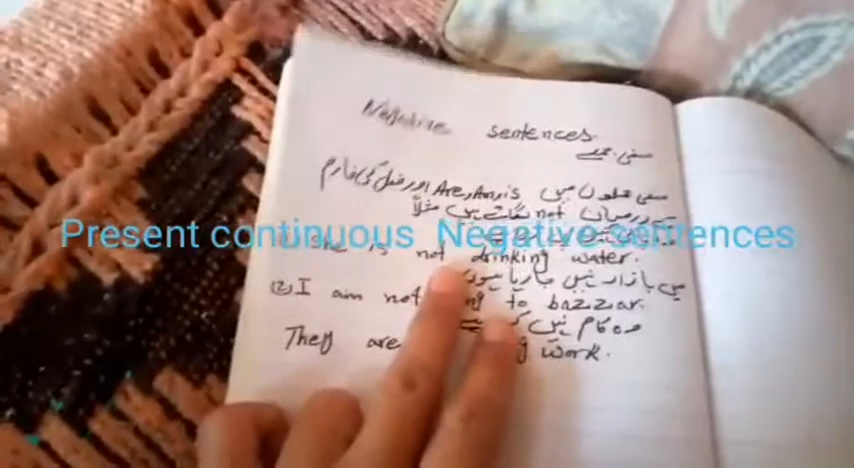 Negative sentences
منفی جملے
منفی جملوں میں is ,Am ,Are اور فعل کی فارم
کے درمیان not لگاتے ہیں مثلاً
Present continuous Negative sentences
she is not drinking water.
میں بازار نہیں جا رہا ہوں
(2) I am not to bazzar.
وہ کام نہیں
They are work.